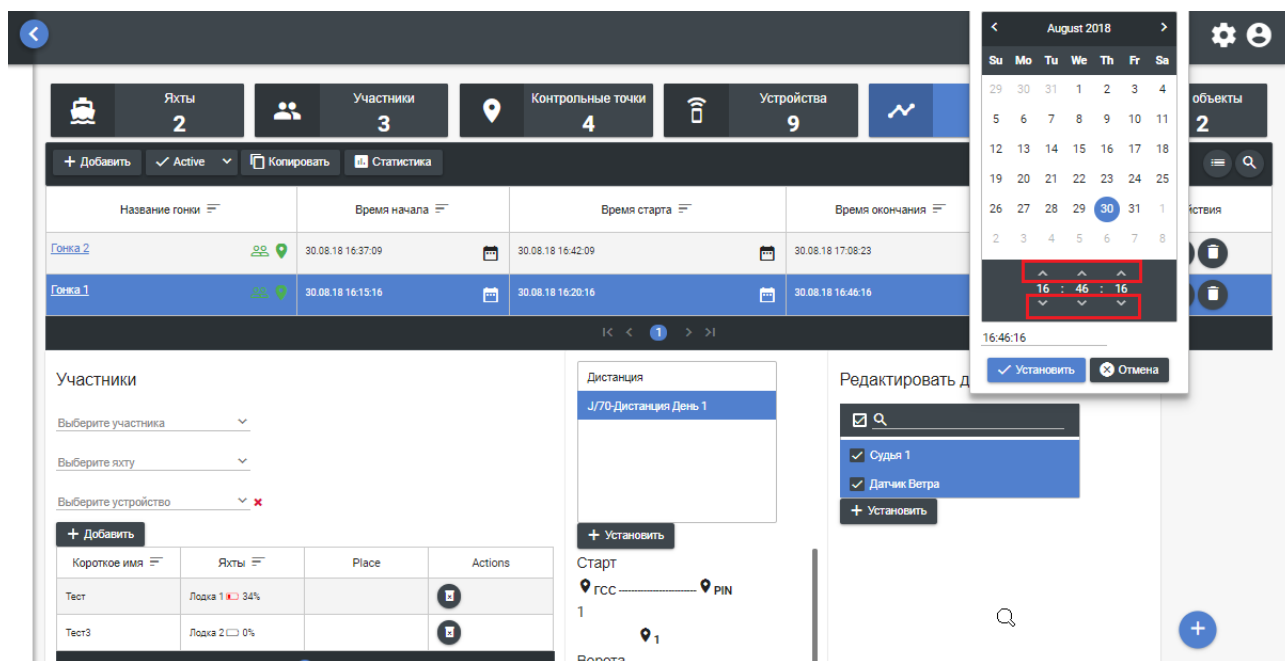 August 2018
Su Mo Tu We Th Fr Sa
29 30 31 1 2 3 4
5 6 7 8 9 10 11
12 13 14 15 16 17 18
19 20 21 22 23 24 25
26 27 28 29 30 31 1
2 3 4 5 6 7 8
16 : 46 : 16
16:46:16
Установить Отмена
Яхты
2
Участники
3
Контрольные точки
4
Устройства
9
объекты
2
Добавить Active Копировать Статистика
Название гонки Время начала Время старта Время окончания йствия
Гонка 2 30.08.18 16:37:09 30.08.18 16:42:09 30.08.18 17:08:23
Гонка 1 30.08.18 16:15:16 30.08.18 16:20:16 30.08.18 16:46:16
1
Участники
Выберите участника
Выберите яхту
Выберите устройство
Добавить
Короткое имя Яхты Place Actions
Тест Лодка 1 34%
Тест3 Лодка 2 0%
Дистанция
J/70-Дистанция День 1
Установить
Старт
ГСС PIN
1
1
Ворота
Редактировать д
Судья 1
Датчик Ветра
Установить